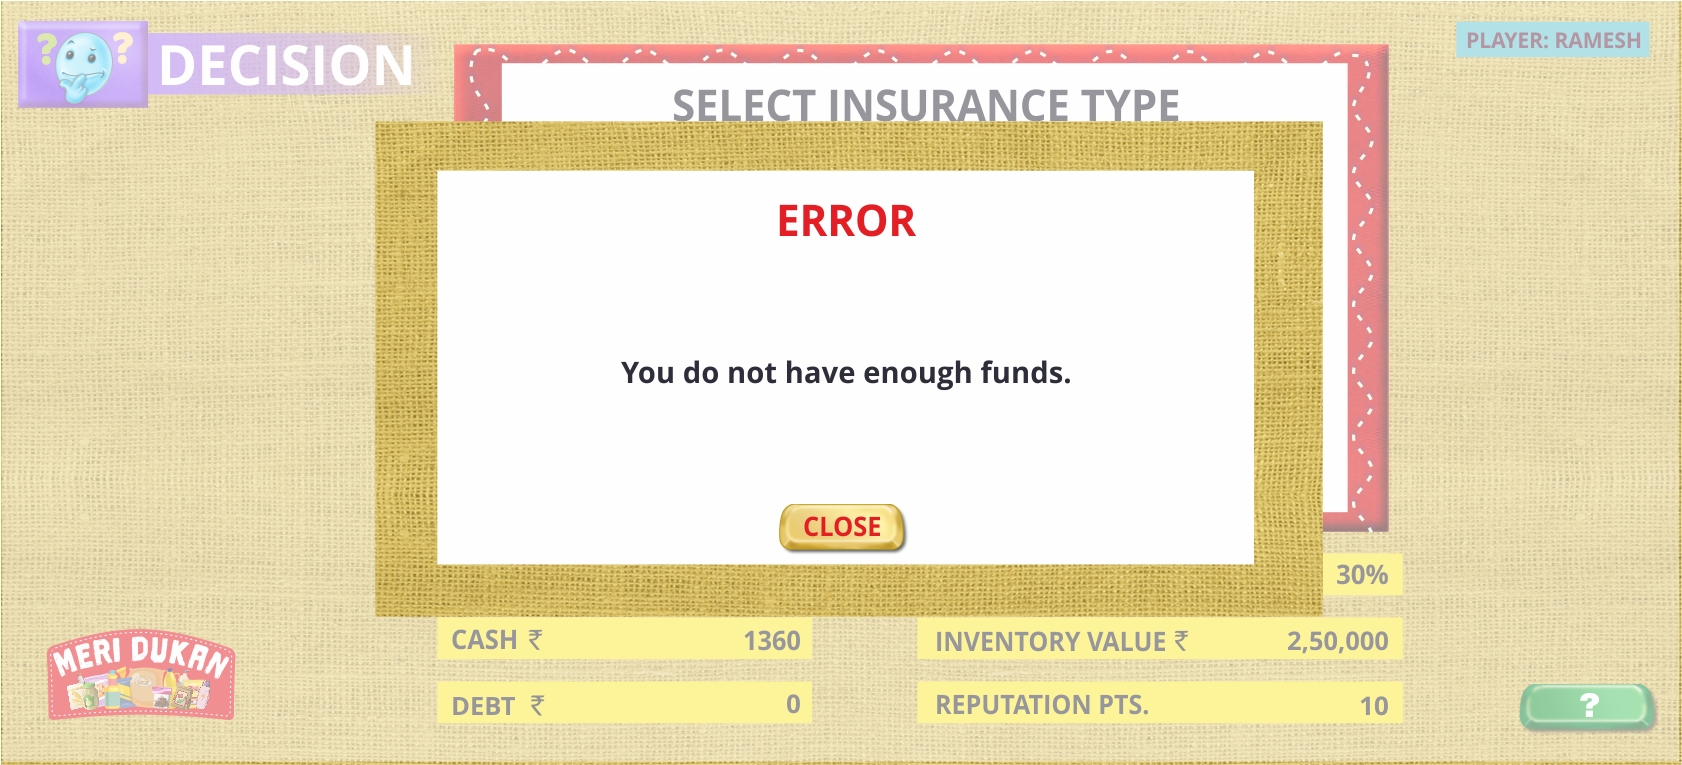 DECISION
PLAYER: RAMESH
SELECT INSURANCE TYPE
ERROR
You do not have enough funds.
CLOSE
30%
CASH ₹ 1360
INVENTORY VALUE ₹ 2,50,000
DEBT ₹ 0
REPUTATION PTS. 10
MERI DUKAN
?